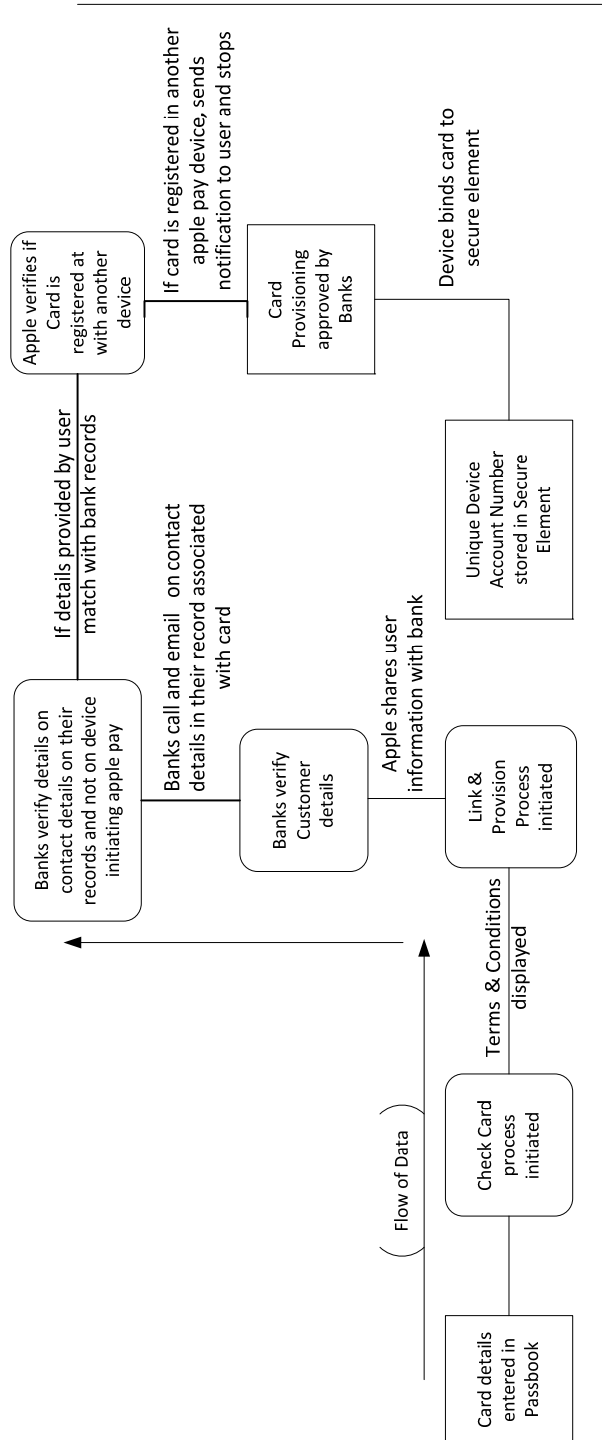 Card details
entered in
Passbook
Check Card
process
initiated
Flow of Data
Terms & Conditions
displayed
Link &
Provision
Process
initiated
Apple shares user
information with bank
Banks verify
Customer
details
Banks call and email on contact
details in their record associated
with card
Banks verify details on
contact details on their
records and not on device
initiating apple pay
If details provided by user
match with bank records
Apple verifies if
Card is
registered at
with another
device
If card is registered in another
apple pay device, sends
notification to user and stops
Card
Provisioning
approved by
Banks
Device binds card to
secure element
Unique Device
Account Number
stored in Secure
Element